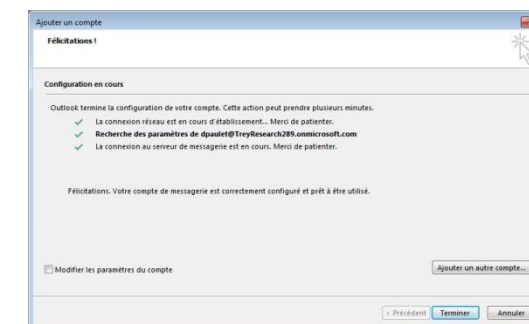 Ajouter un compte
Félicitations !
Configuration en cours
Outlook termine la configuration de votre compte. Cette action peut prendre plusieurs minutes.
La connexion réseau est en cours d'établissement... Merci de patienter.
Recherche des paramètres de dpaulet@TreyResearch289.onmicrosoft.com
La connexion au serveur de messagerie est en cours. Merci de patienter.
Félicitations. Votre compte de messagerie est correctement configuré et prêt à être utilisé.
Modifier les paramètres du compte
Ajouter un autre compte...
< Précédent Terminer Annuler